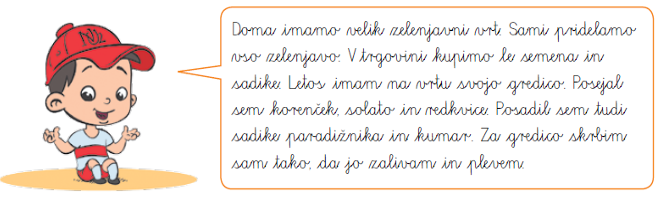 Doma imamo velik zelenjavni vrt. Sami pridelamo
vso zelenjavo. V trgovini kupimo le semena in
sadike. Letos imam na vrtu svojo gredico. Posejal
sem korenček, solato in redkvice. Posadil sem tudi
sadike paradižnika in kumar. Za gredico skrbim
sam tako, da jo zalivam in plevem.